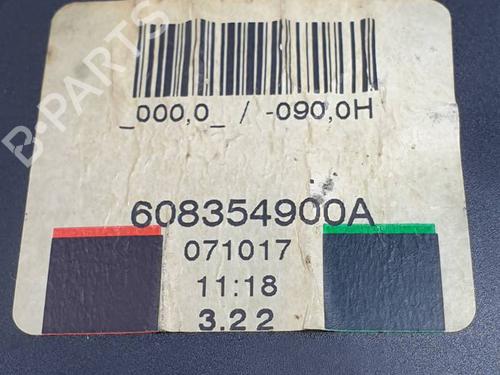 _000,0_ / -090,0H
608354900A
071017
11:18
3.22
B-PARTS